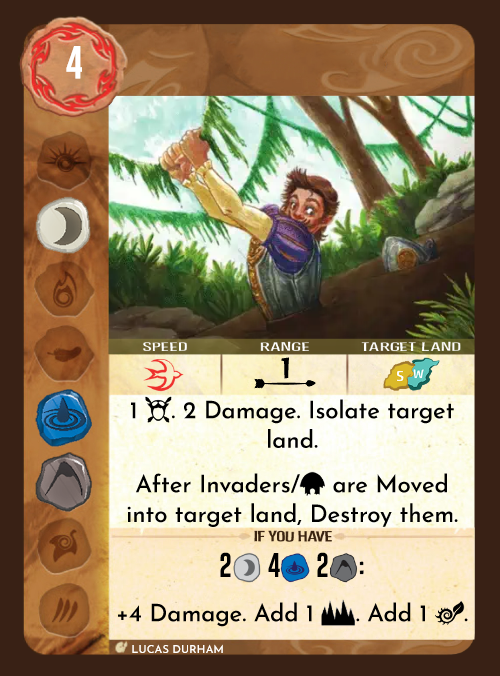 4
SPEED RANGE TARGET LAND
1
S W
1 . 2 Damage. Isolate target
land.
After Invaders/ are Moved
into target land, Destroy them.
IF YOU HAVE
2 4 2 :
+4 Damage. Add 1 . Add 1 .
LUCAS DURHAM